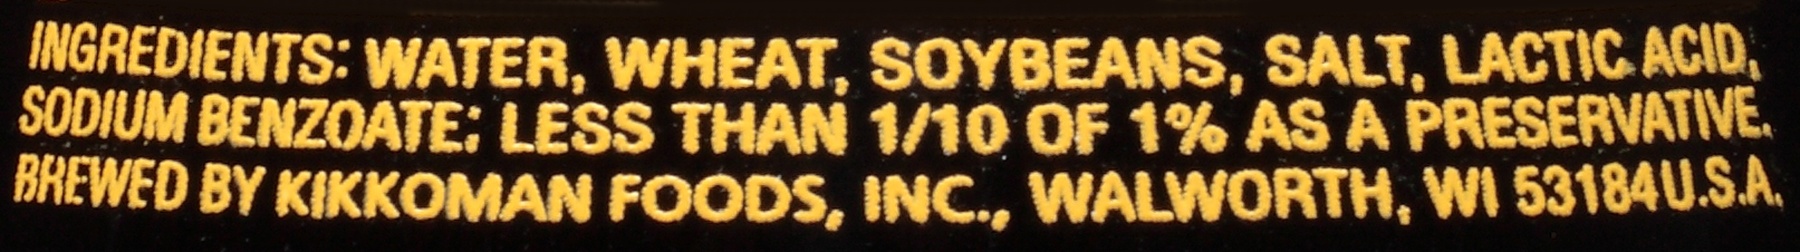 INGREDIENTS: WATER, WHEAT, SOYBEANS, SALT, LACTIC ACID,
SODIUM BENZOATE: LESS THAN 1/10 OF 1% AS A PRESERVATIVE.
BREWED BY KIKKOMAN FOODS, INC., WALWORTH, WI 53184 U.S.A.